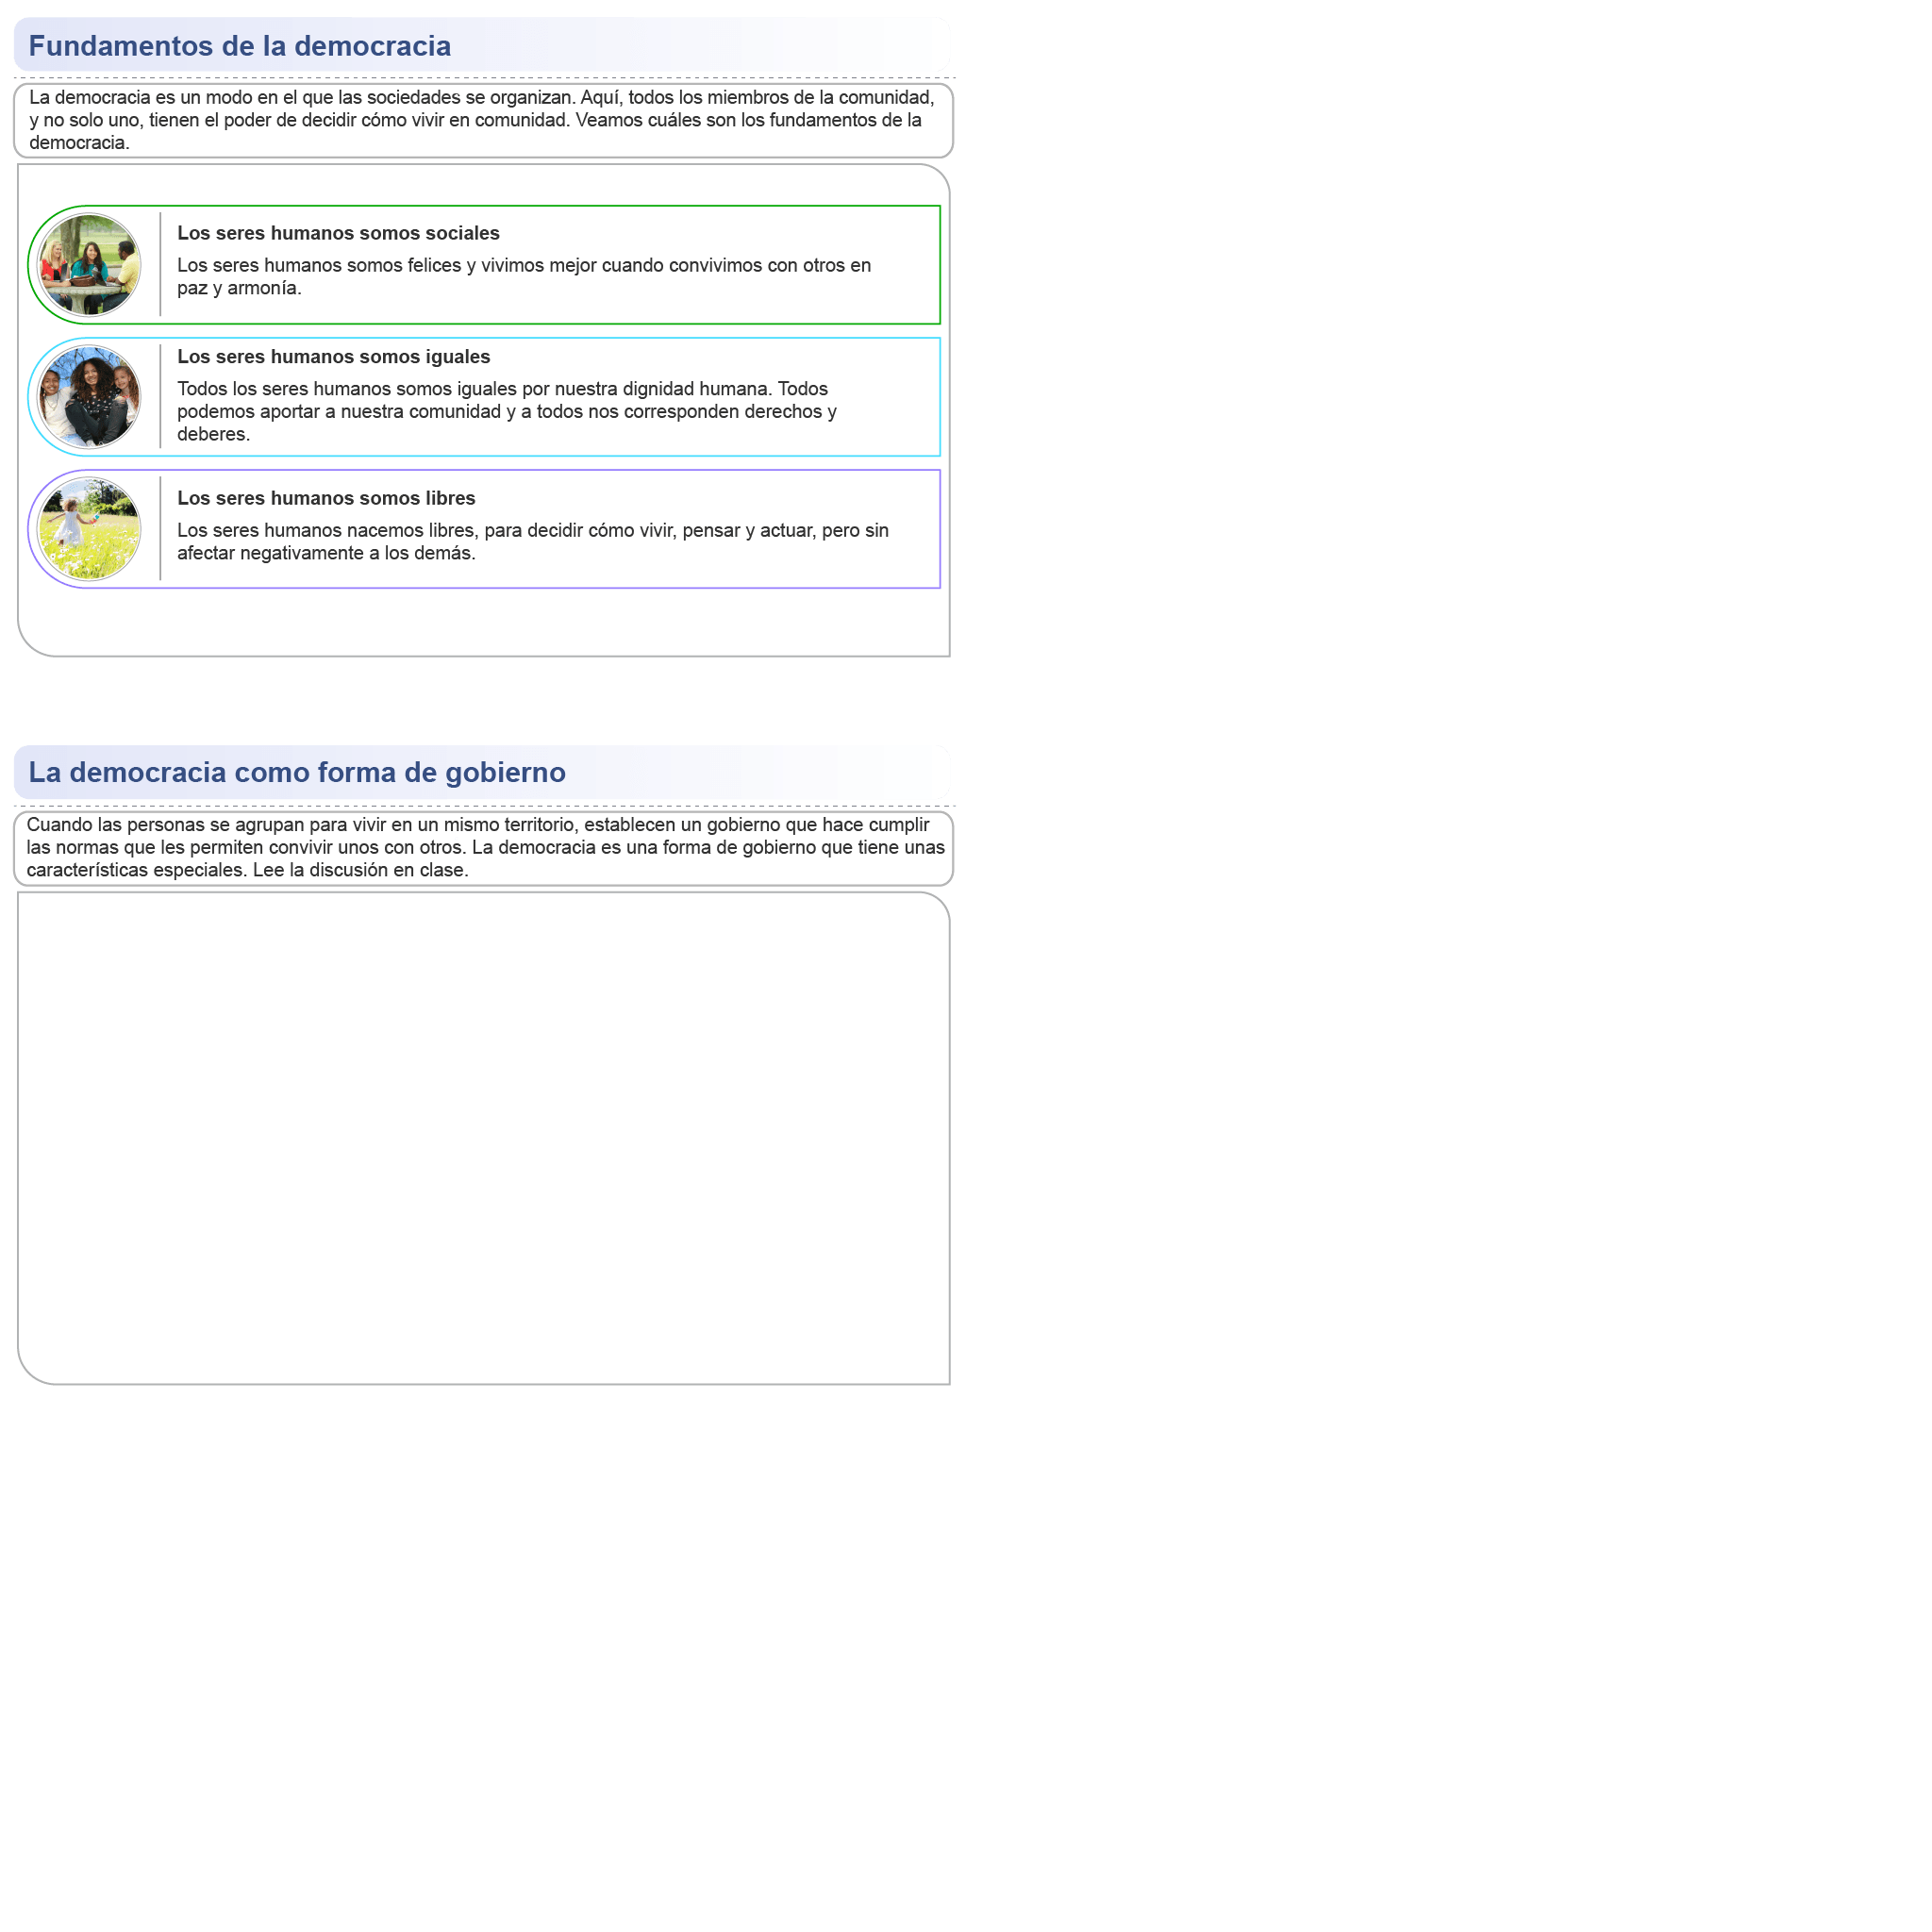 Fundamentos de la democracia
La democracia es un modo en el que las sociedades se organizan. Aquí, todos los miembros de la comunidad,
y no solo uno, tienen el poder de decidir cómo vivir en comunidad. Veamos cuáles son los fundamentos de la
democracia.
Los seres humanos somos sociales
Los seres humanos somos felices y vivimos mejor cuando convivimos con otros en
paz y armonía.
Los seres humanos somos iguales
Todos los seres humanos somos iguales por nuestra dignidad humana. Todos
podemos aportar a nuestra comunidad y a todos nos corresponden derechos y
deberes.
Los seres humanos somos libres
Los seres humanos nacemos libres, para decidir cómo vivir, pensar y actuar, pero sin
afectar negativamente a los demás.
La democracia como forma de gobierno
Cuando las personas se agrupan para vivir en un mismo territorio, establecen un gobierno que hace cumplir
las normas que les permiten convivir unos con otros. La democracia es una forma de gobierno que tiene unas
características especiales. Lee la discusión en clase.